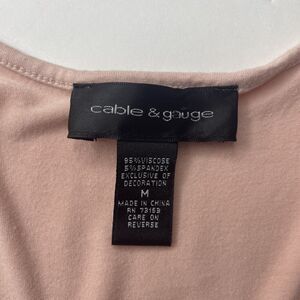 cable & gauge
95% VISCOSE
5% SPANDEX
EXCLUSIVE OF
DECORATION
M
MADE IN CHINA
RN 73153
CARE ON
REVERSE